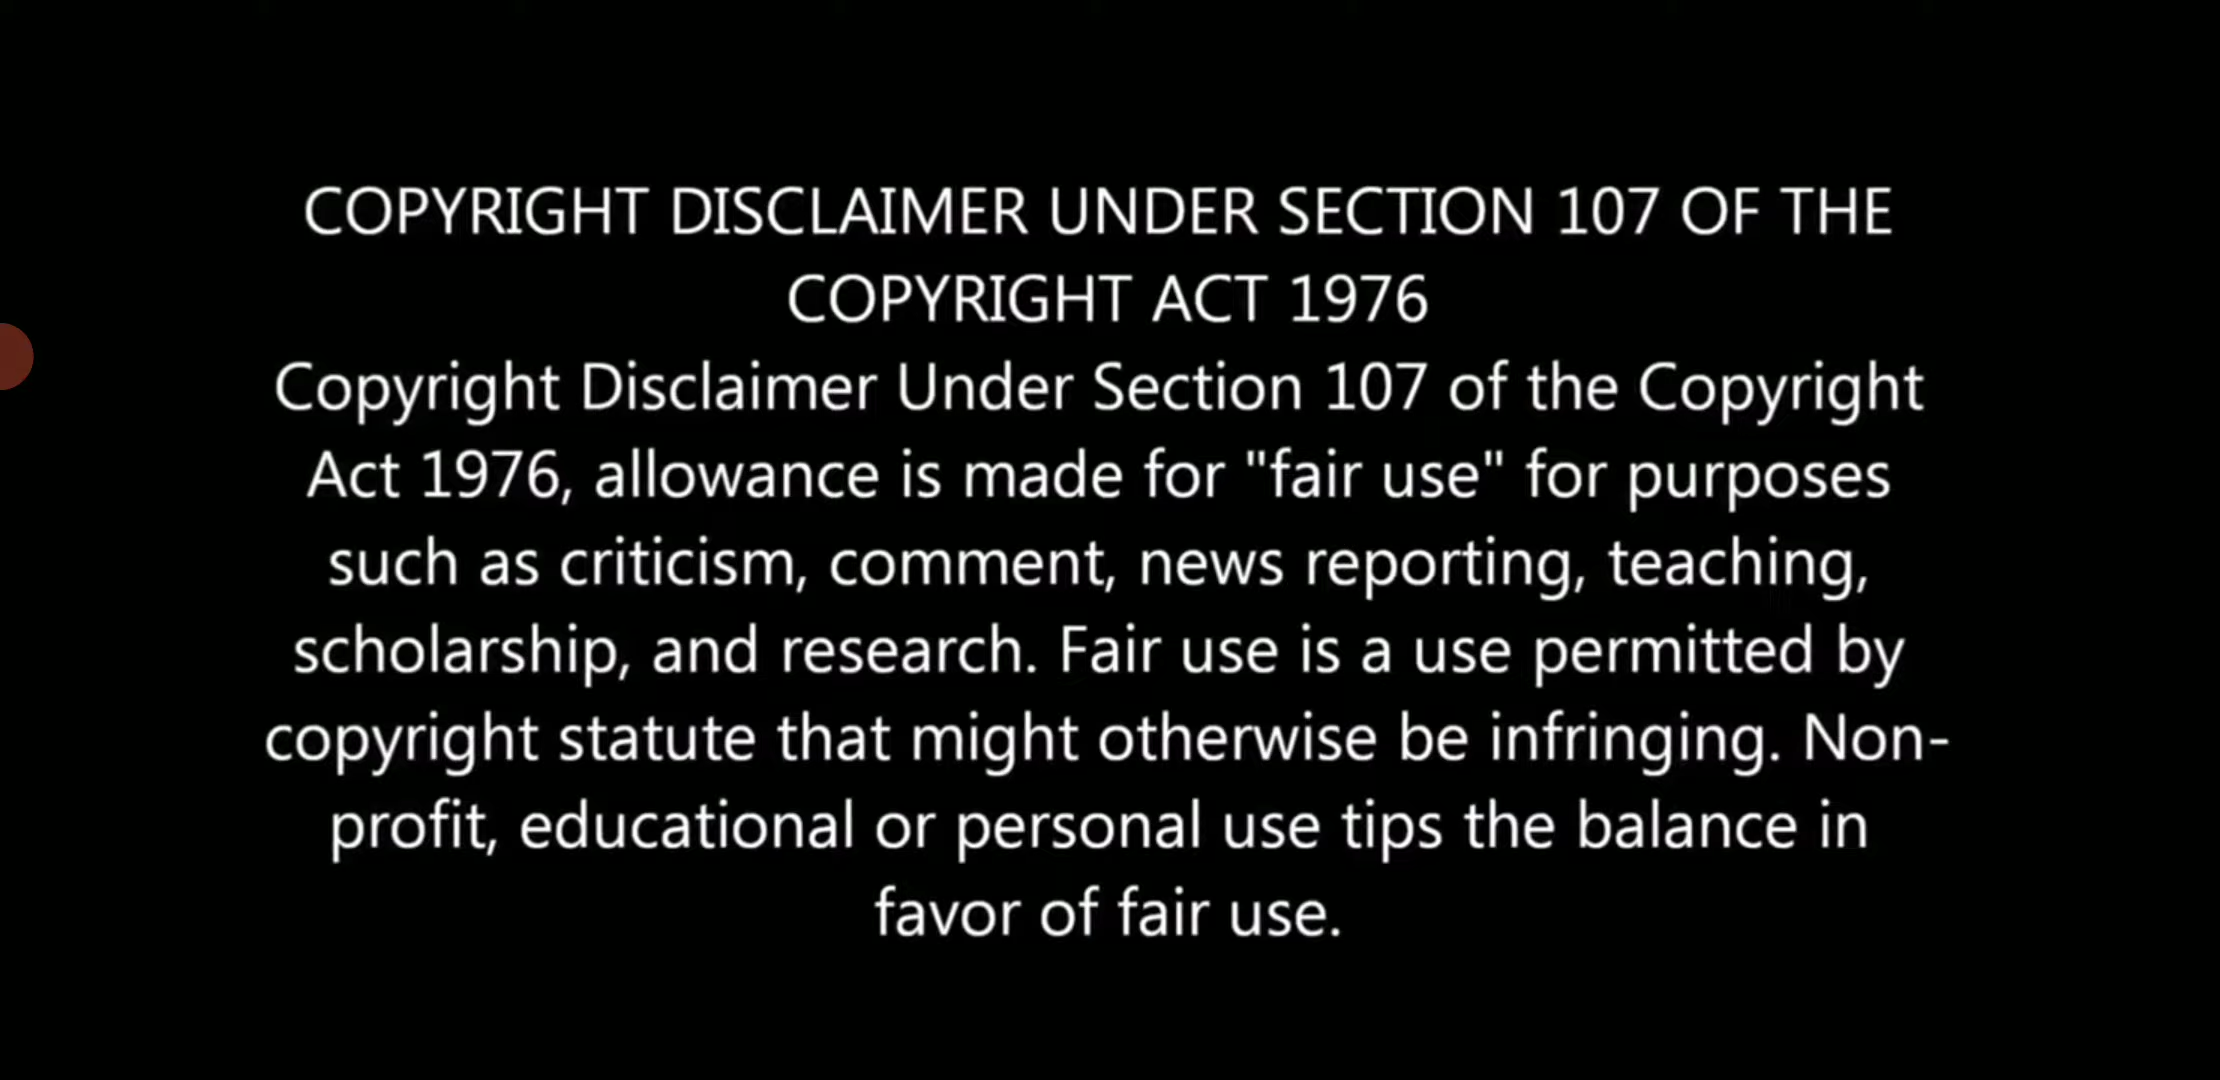 COPYRIGHT DISCLAIMER UNDER SECTION 107 OF THE
COPYRIGHT ACT 1976
Copyright Disclaimer Under Section 107 of the Copyright
Act 1976, allowance is made for "fair use" for purposes
such as criticism, comment, news reporting, teaching,
scholarship, and research. Fair use is a use permitted by
copyright statute that might otherwise be infringing. Non-
profit, educational or personal use tips the balance in
favor of fair use.